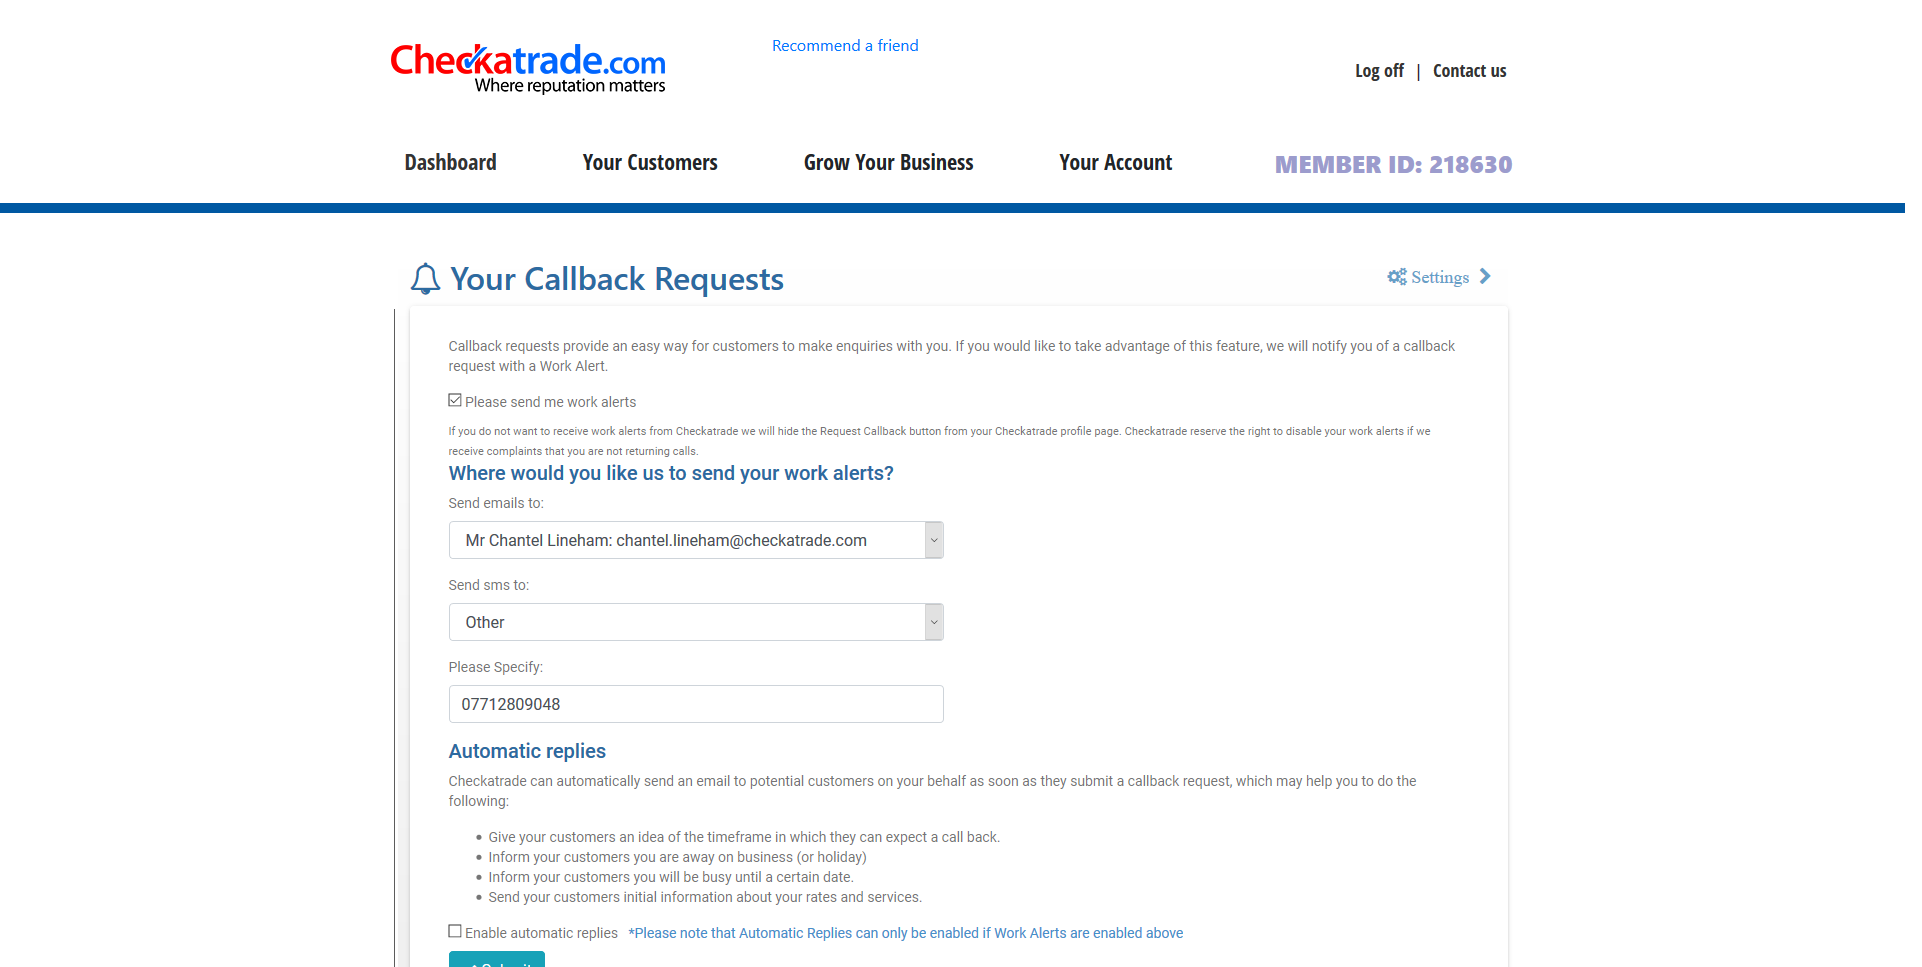 Checkatrade.com
Where reputation matters
Recommend a friend
Log off | Contact us
Dashboard
Your Customers
Grow Your Business
Your Account
MEMBER ID: 218630
Your Callback Requests
Settings
Callback requests provide an easy way for customers to make enquiries with you. If you would like to take advantage of this feature, we will notify you of a callback
request with a Work Alert.
Please send me work alerts
If you do not want to receive work alerts from Checkatrade we will hide the Request Callback button from your Checkatrade profile page. Checkatrade reserve the right to disable your work alerts if we
receive complaints that you are not returning calls.
Where would you like us to send your work alerts?
Send emails to:
Mr Chantel Lineham: chantel.lineham@checkatrade.com
Send sms to:
Other
Please Specify:
07712809048
Automatic replies
Checkatrade can automatically send an email to potential customers on your behalf as soon as they submit a callback request, which may help you to do the
following:
• Give your customers an idea of the timeframe in which they can expect a call back.
• Inform your customers you are away on business (or holiday)
• Inform your customers you will be busy until a certain date.
• Send your customers initial information about your rates and services.
Enable automatic replies *Please note that Automatic Replies can only be enabled if Work Alerts are enabled above